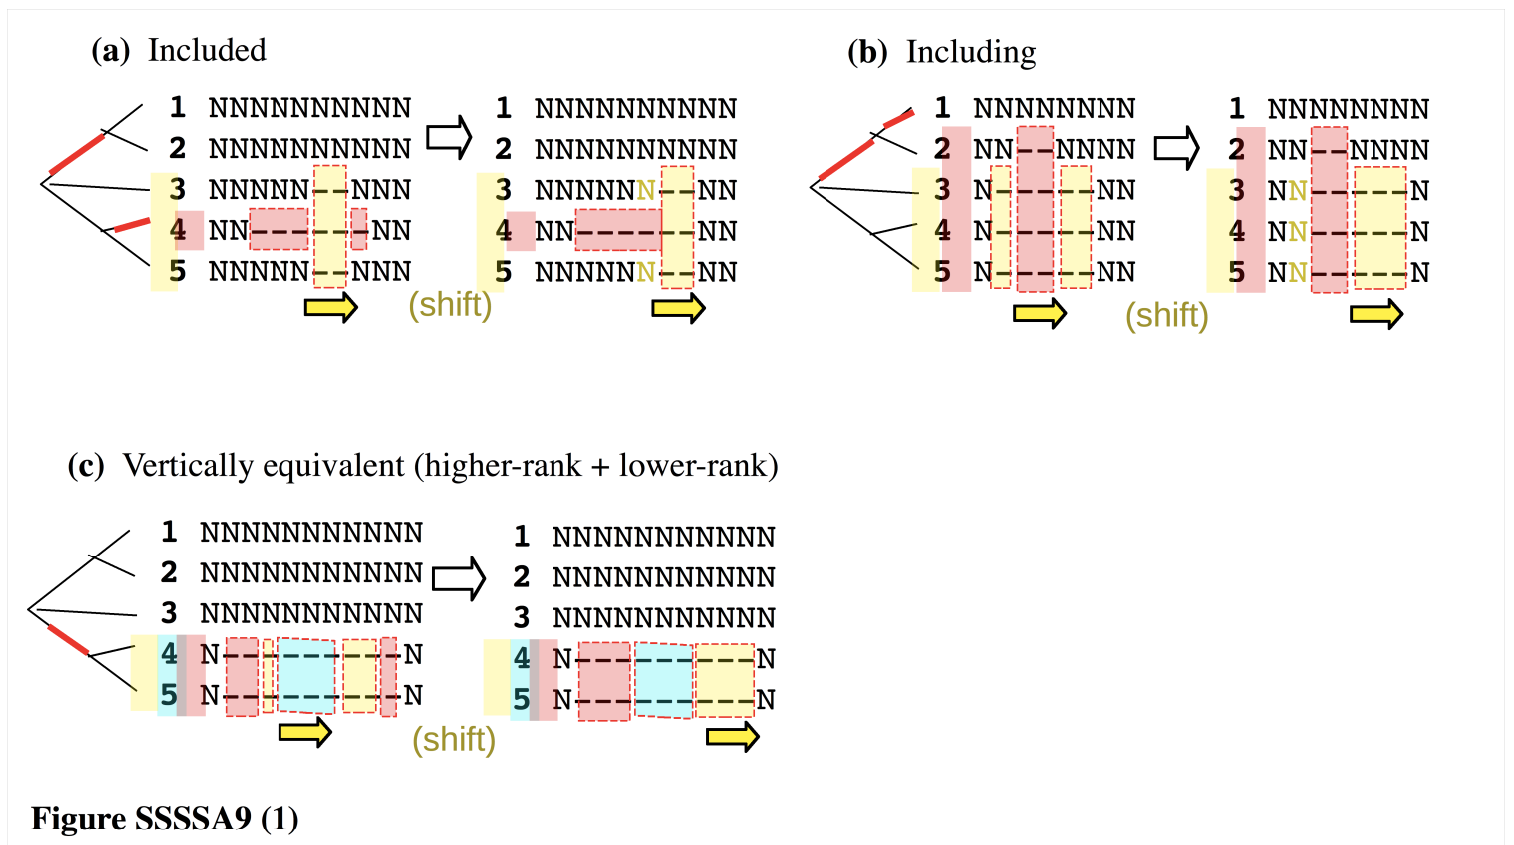 (a) Included
1 NNNNNNNNNN
2 NNNNNNNNNN
3 NNNNN--NNN
4 NN------NN
5 NNNNN--NNN
(shift)
1 NNNNNNNNNN
2 NNNNNNNNNN
3 NNNNNN--NN
4 NN------NN
5 NNNNNN--NN
(b) Including
1 NNNNNNNN
2 NN--NNNN
3 N-----NN
4 N-----NN
5 N-----NN
(shift)
1 NNNNNNNN
2 NN--NNNN
3 NN-----N
4 NN-----N
5 NN-----N
(c) Vertically equivalent (higher-rank + lower-rank)
1 NNNNNNNNNNN
2 NNNNNNNNNNN
3 NNNNNNNNNNN
4 N---------N
5 N---------N
(shift)
1 NNNNNNNNNNN
2 NNNNNNNNNNN
3 NNNNNNNNNNN
4 N---------N
5 N---------N
Figure SSSSA9 (1)